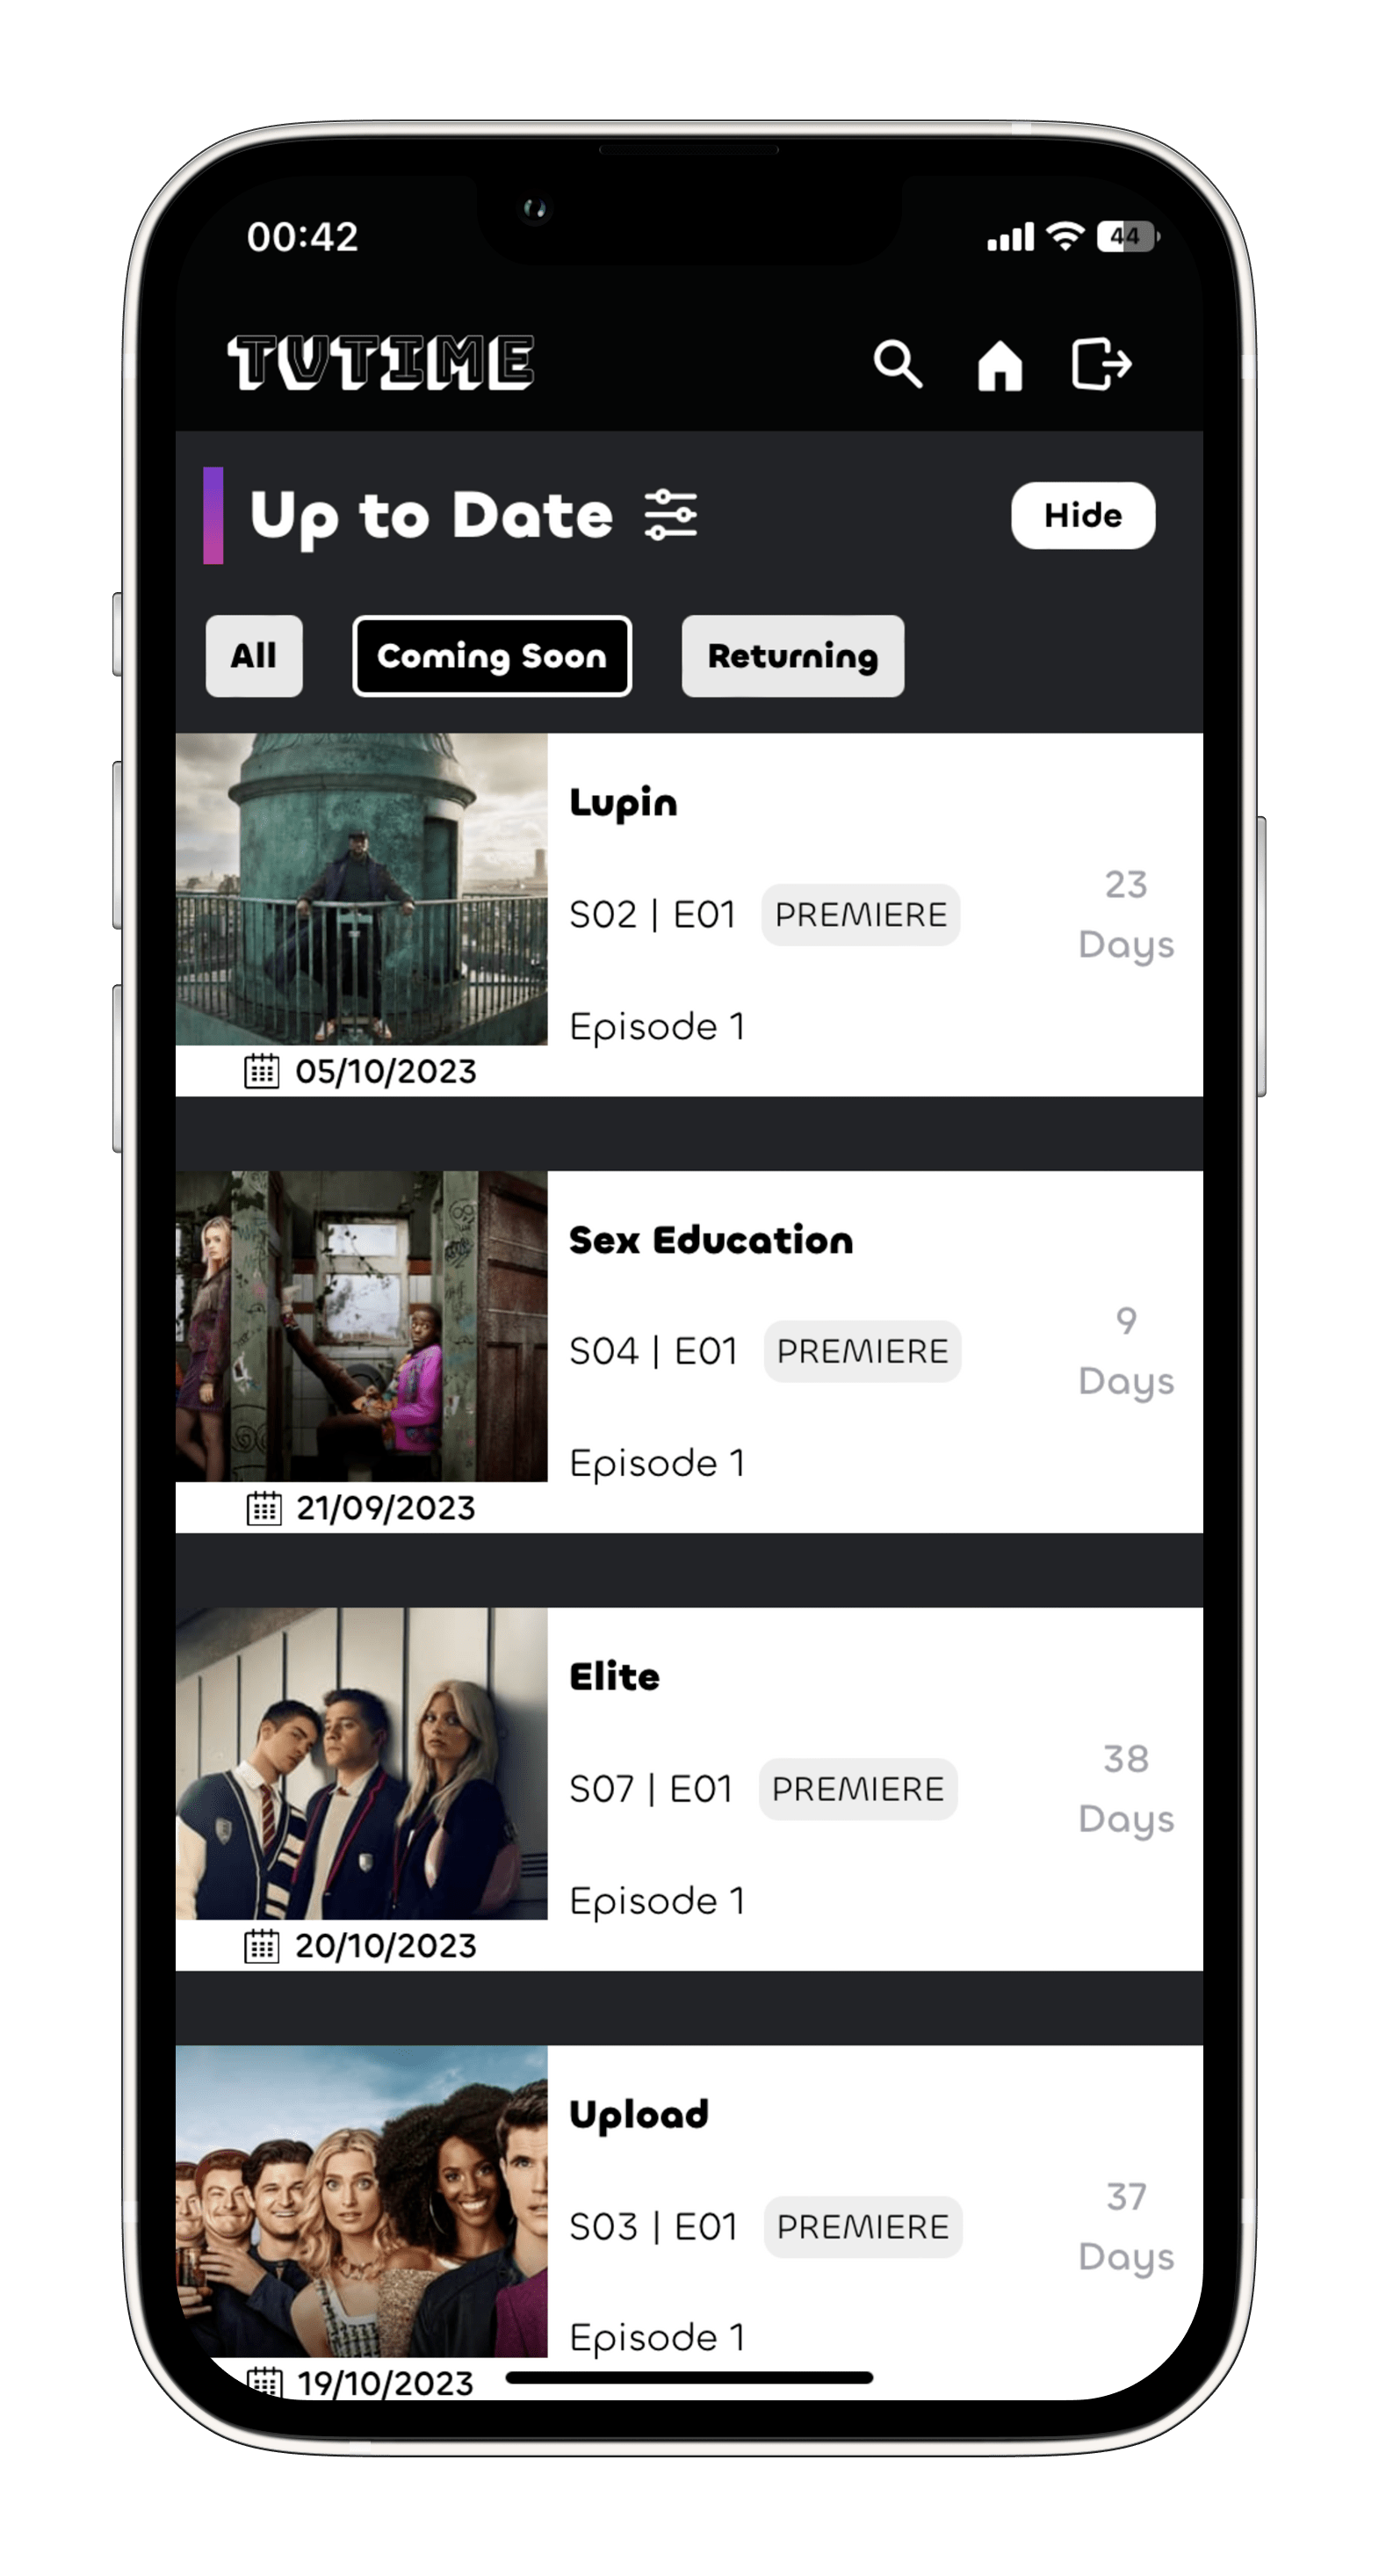 00:42
44
TVTIME
Up to Date
Hide
All
Coming Soon
Returning
Lupin
S02 | E01
PREMIERE
23
Days
Episode 1
05/10/2023
Sex Education
S04 | E01
PREMIERE
9
Days
Episode 1
21/09/2023
Elite
S07 | E01
PREMIERE
38
Days
Episode 1
20/10/2023
Upload
S03 | E01
PREMIERE
37
Days
Episode 1
19/10/2023